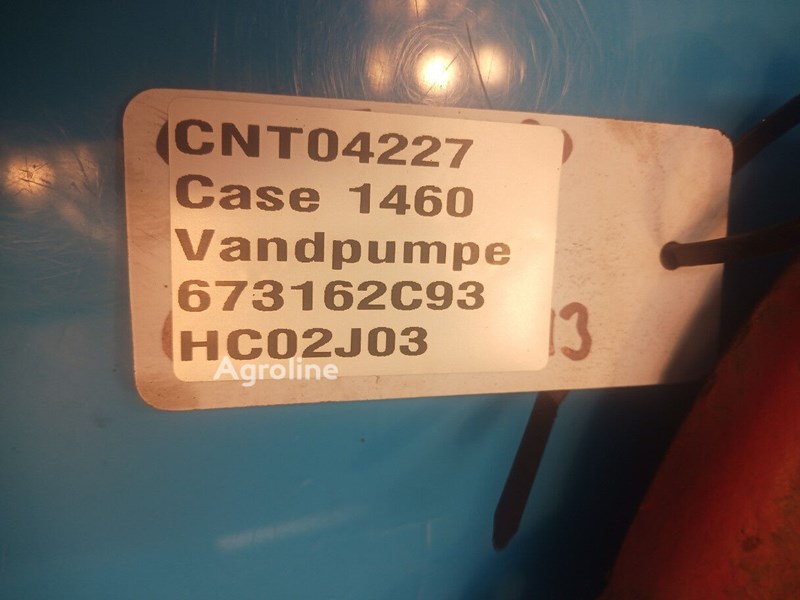 CNT04227
Case 1460
Vandpumpe
673162C93
HC02J03
Agroline